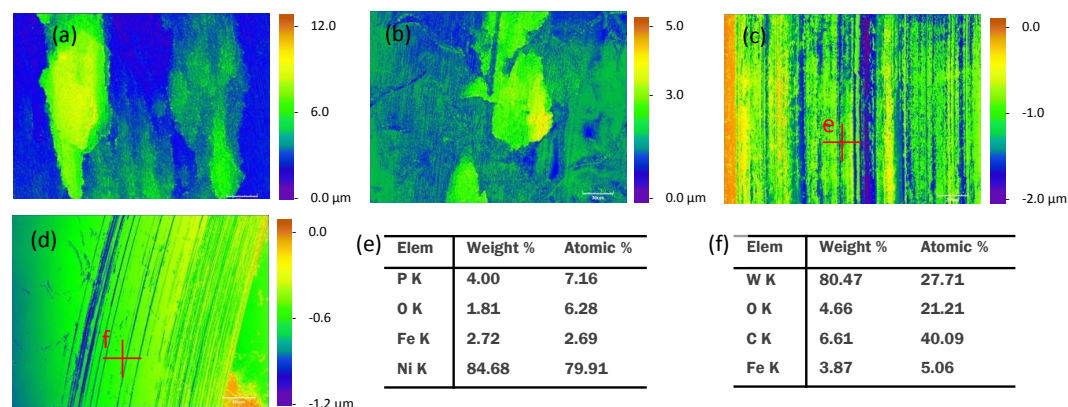 (a)
12.0
6.0
0.0 µm
(b)
5.0
3.0
0.0 µm
(c)
0.0
-1.0
-2.0 µm
e
(d)
0.0
-0.6
-1.2 µm
f
(e)
Elem Weight % Atomic %
P K 4.00 7.16
O K 1.81 6.28
Fe K 2.72 2.69
Ni K 84.68 79.91
(f)
Elem Weight % Atomic %
W K 80.47 27.71
O K 4.66 21.21
C K 6.61 40.09
Fe K 3.87 5.06